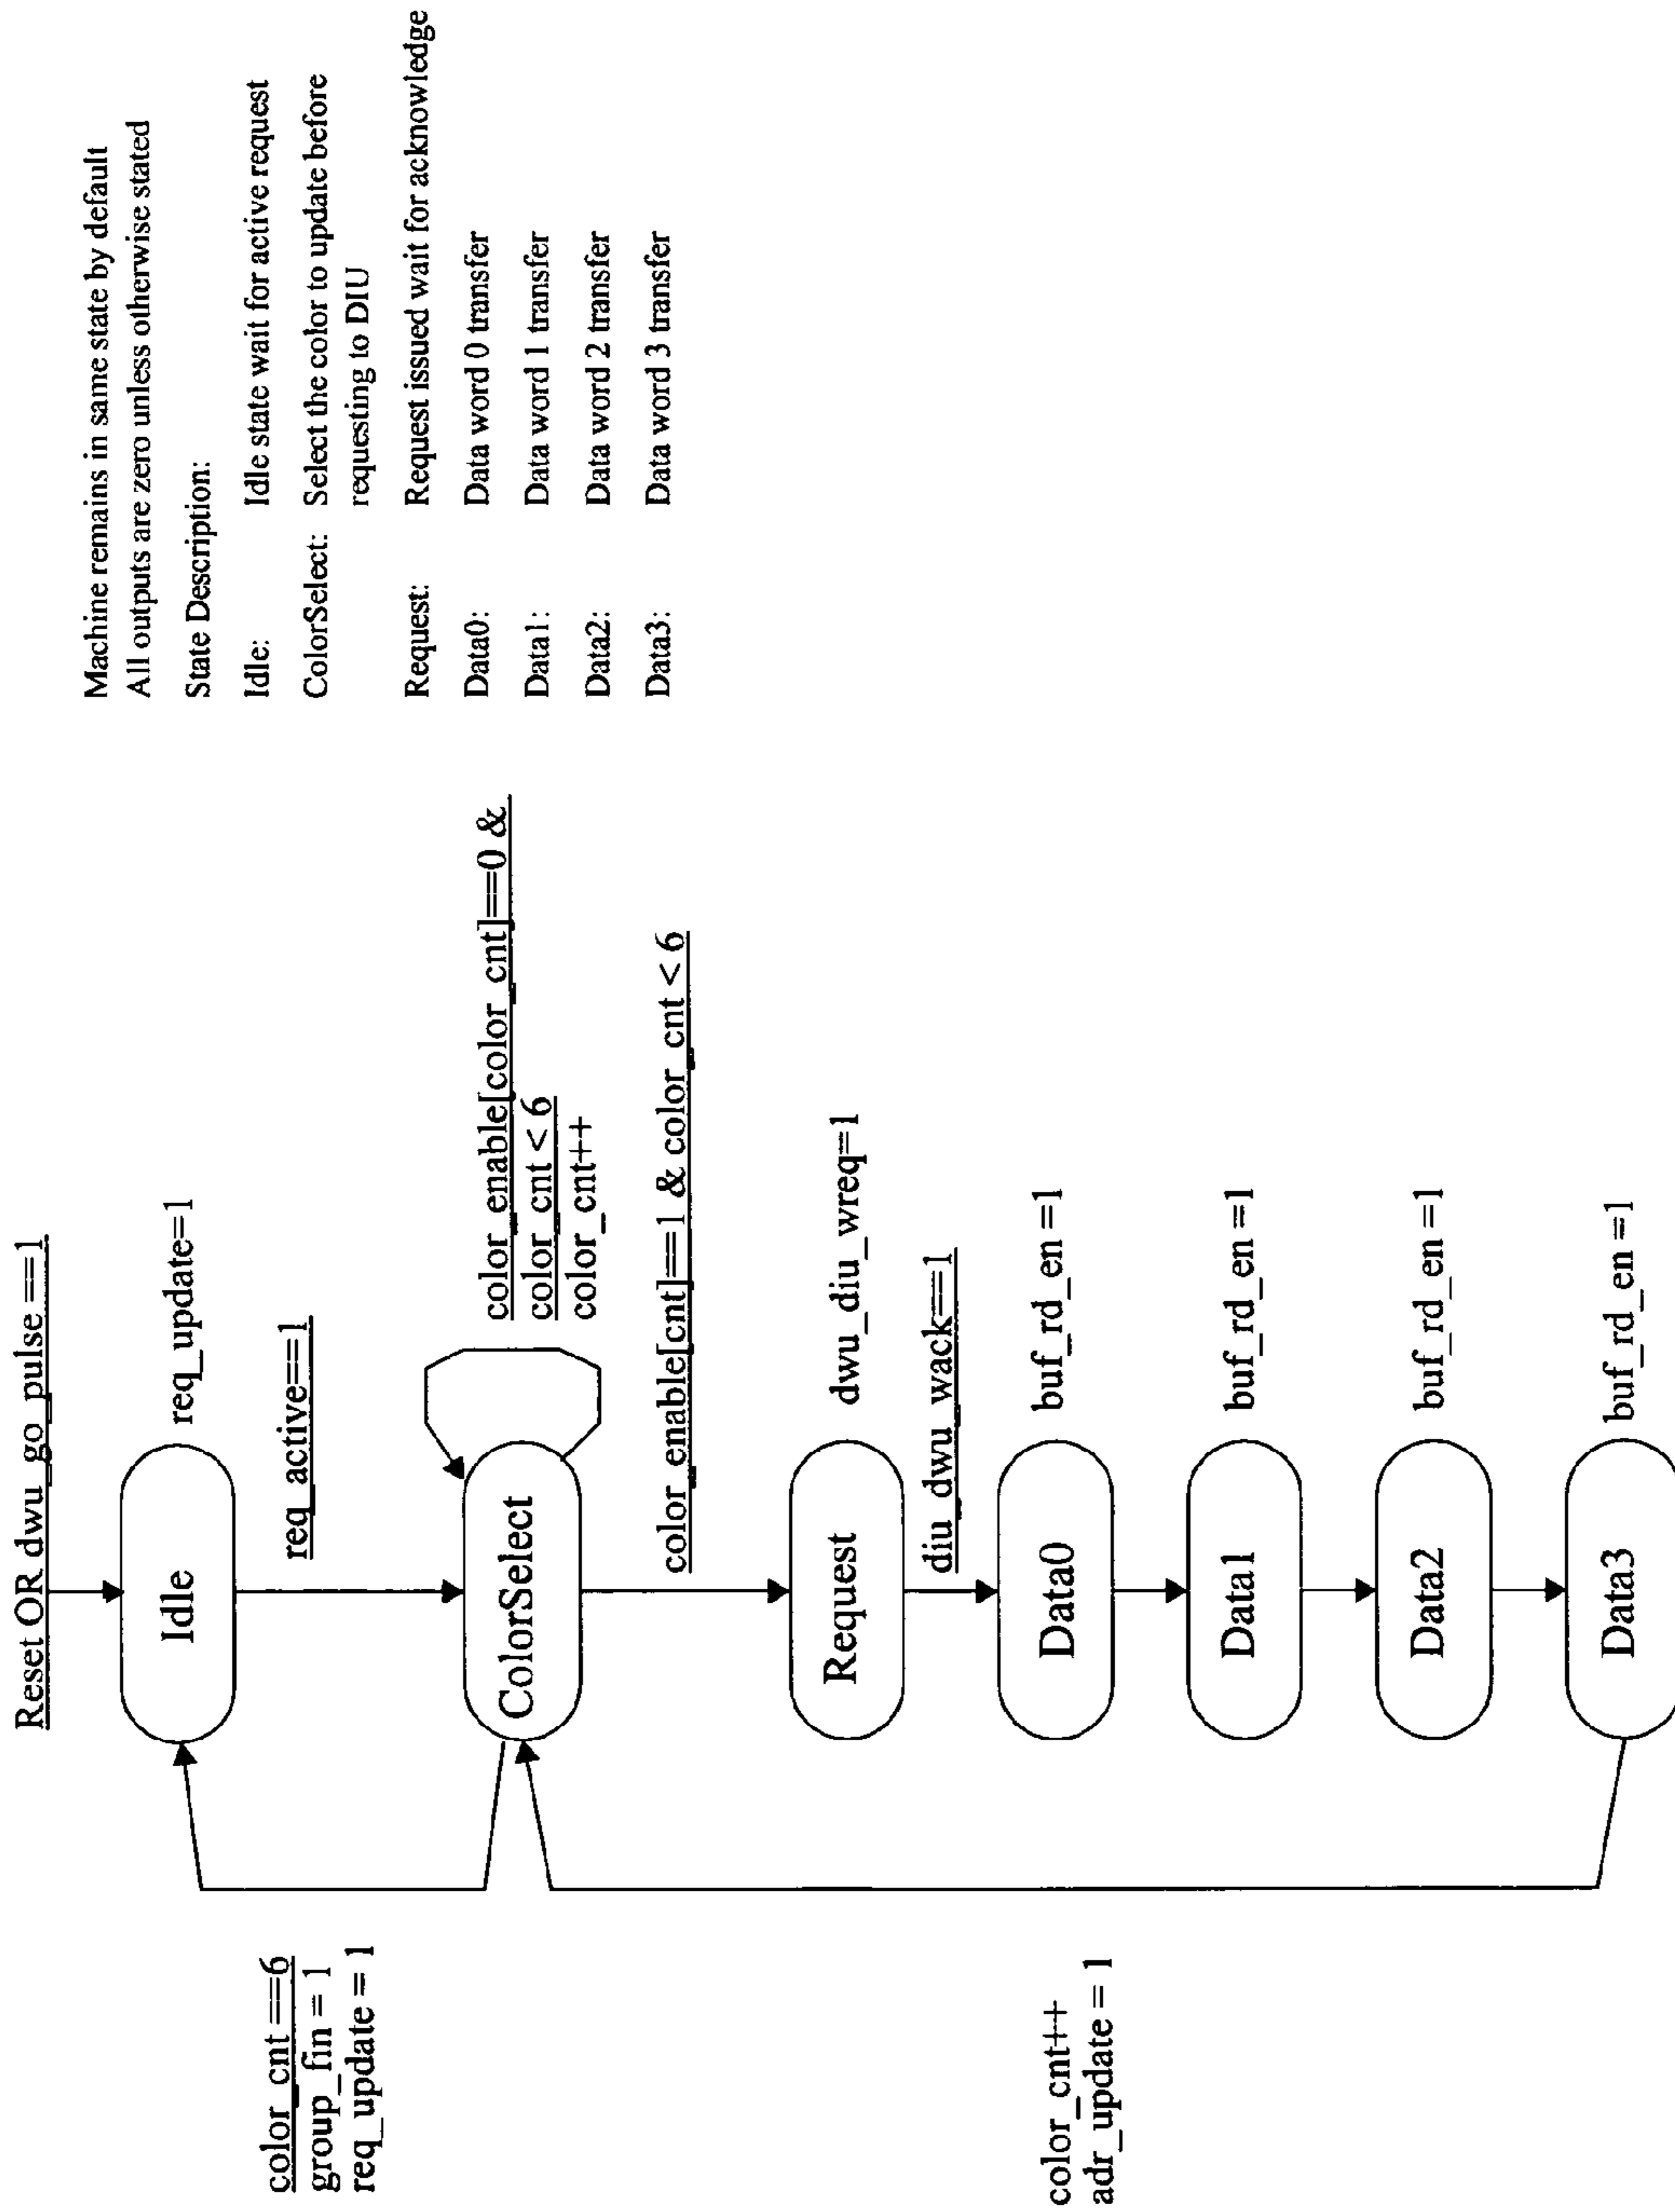 Reset OR dwu_go_pulse ==1
Idle
req_update=1
req_active==1
color_cnt ==6
group_fin = 1
req_update = 1
ColorSelect
color_enable[color_cnt]==0 &
color_cnt < 6
color_cnt++
color_enable[cnt]==1 & color_cnt < 6
Request
dwu_diu_wreq=1
diu_dwu_wack==1
Data0
buf_rd_en =1
Data1
buf_rd_en =1
Data2
buf_rd_en =1
Data3
buf_rd_en =1
color_cnt++
adr_update = 1
Machine remains in same state by default
All outputs are zero unless otherwise stated
State Description:
Idle: Idle state wait for active request
ColorSelect: Select the color to update before
requesting to DIU
Request: Request issued wait for acknowledge
Data0: Data word 0 transfer
Data1: Data word 1 transfer
Data2: Data word 2 transfer
Data3: Data word 3 transfer